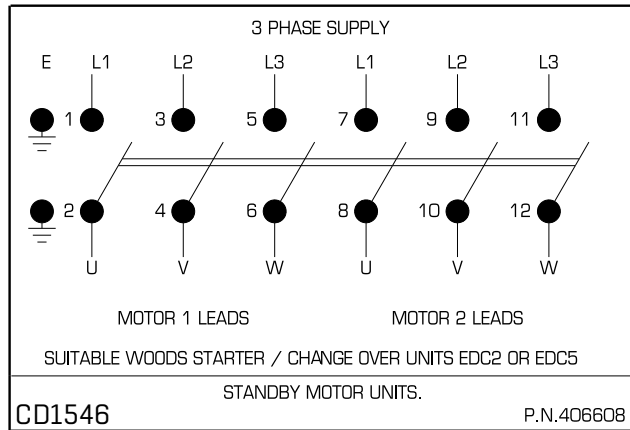 3 PHASE SUPPLY
E L1 L2 L3 L1 L2 L3
1 3 5 7 9 11
2 4 6 8 10 12
U V W U V W
MOTOR 1 LEADS MOTOR 2 LEADS
SUITABLE WOODS STARTER / CHANGE OVER UNITS EDC2 OR EDC5
STANDBY MOTOR UNITS.
CD1546 P.N.406608